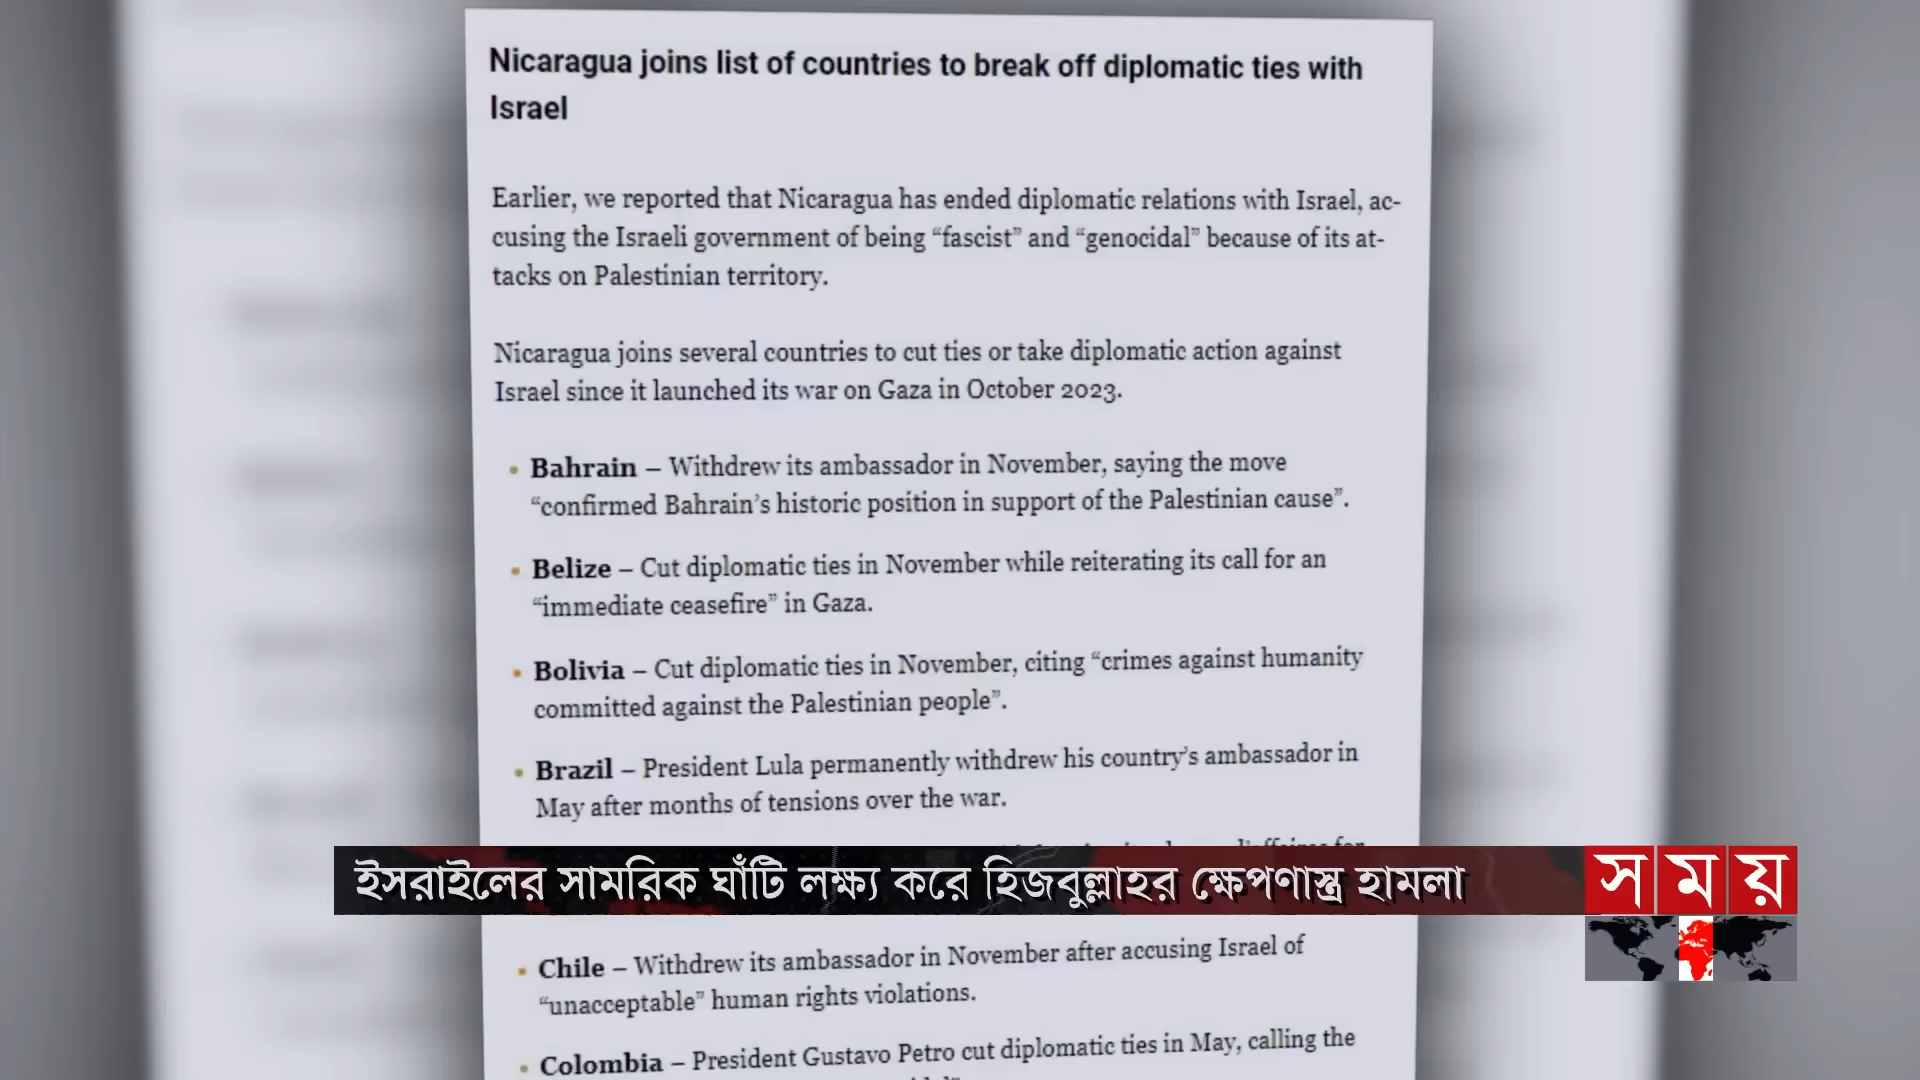 Nicaragua joins list of countries to break off diplomatic ties with
Israel
Earlier, we reported that Nicaragua has ended diplomatic relations with Israel, ac-
cusing the Israeli government of being “fascist” and “genocidal” because of its at-
tacks on Palestinian territory.
Nicaragua joins several countries to cut ties or take diplomatic action against
Israel since it launched its war on Gaza in October 2023.
• Bahrain – Withdrew its ambassador in November, saying the move
“confirmed Bahrain’s historic position in support of the Palestinian cause”.
• Belize – Cut diplomatic ties in November while reiterating its call for an
“immediate ceasefire” in Gaza.
• Bolivia – Cut diplomatic ties in November, citing “crimes against humanity
committed against the Palestinian people”.
• Brazil – President Lula permanently withdrew his country’s ambassador in
May after months of tensions over the war.
ইসরাইলের সামরিক ঘাঁটি লক্ষ্য করে হিজবুল্লাহর ক্ষেপণাস্ত্র হামলা
সময়
• Chile – Withdrew its ambassador in November after accusing Israel of
“unacceptable” human rights violations.
• Colombia – President Gustavo Petro cut diplomatic ties in May, calling the